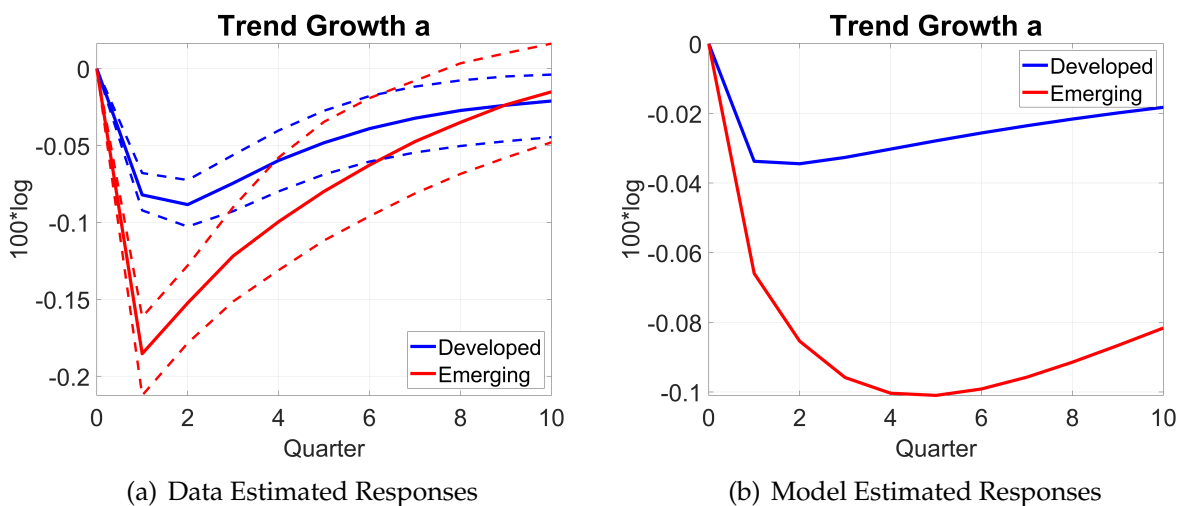 Trend Growth a
100*log
0
-0.05
-0.1
-0.15
-0.2
0 2 4 6 8 10
Quarter
Developed
Emerging
(a) Data Estimated Responses
Trend Growth a
100*log
0
-0.02
-0.04
-0.06
-0.08
-0.1
0 2 4 6 8 10
Quarter
Developed
Emerging
(b) Model Estimated Responses